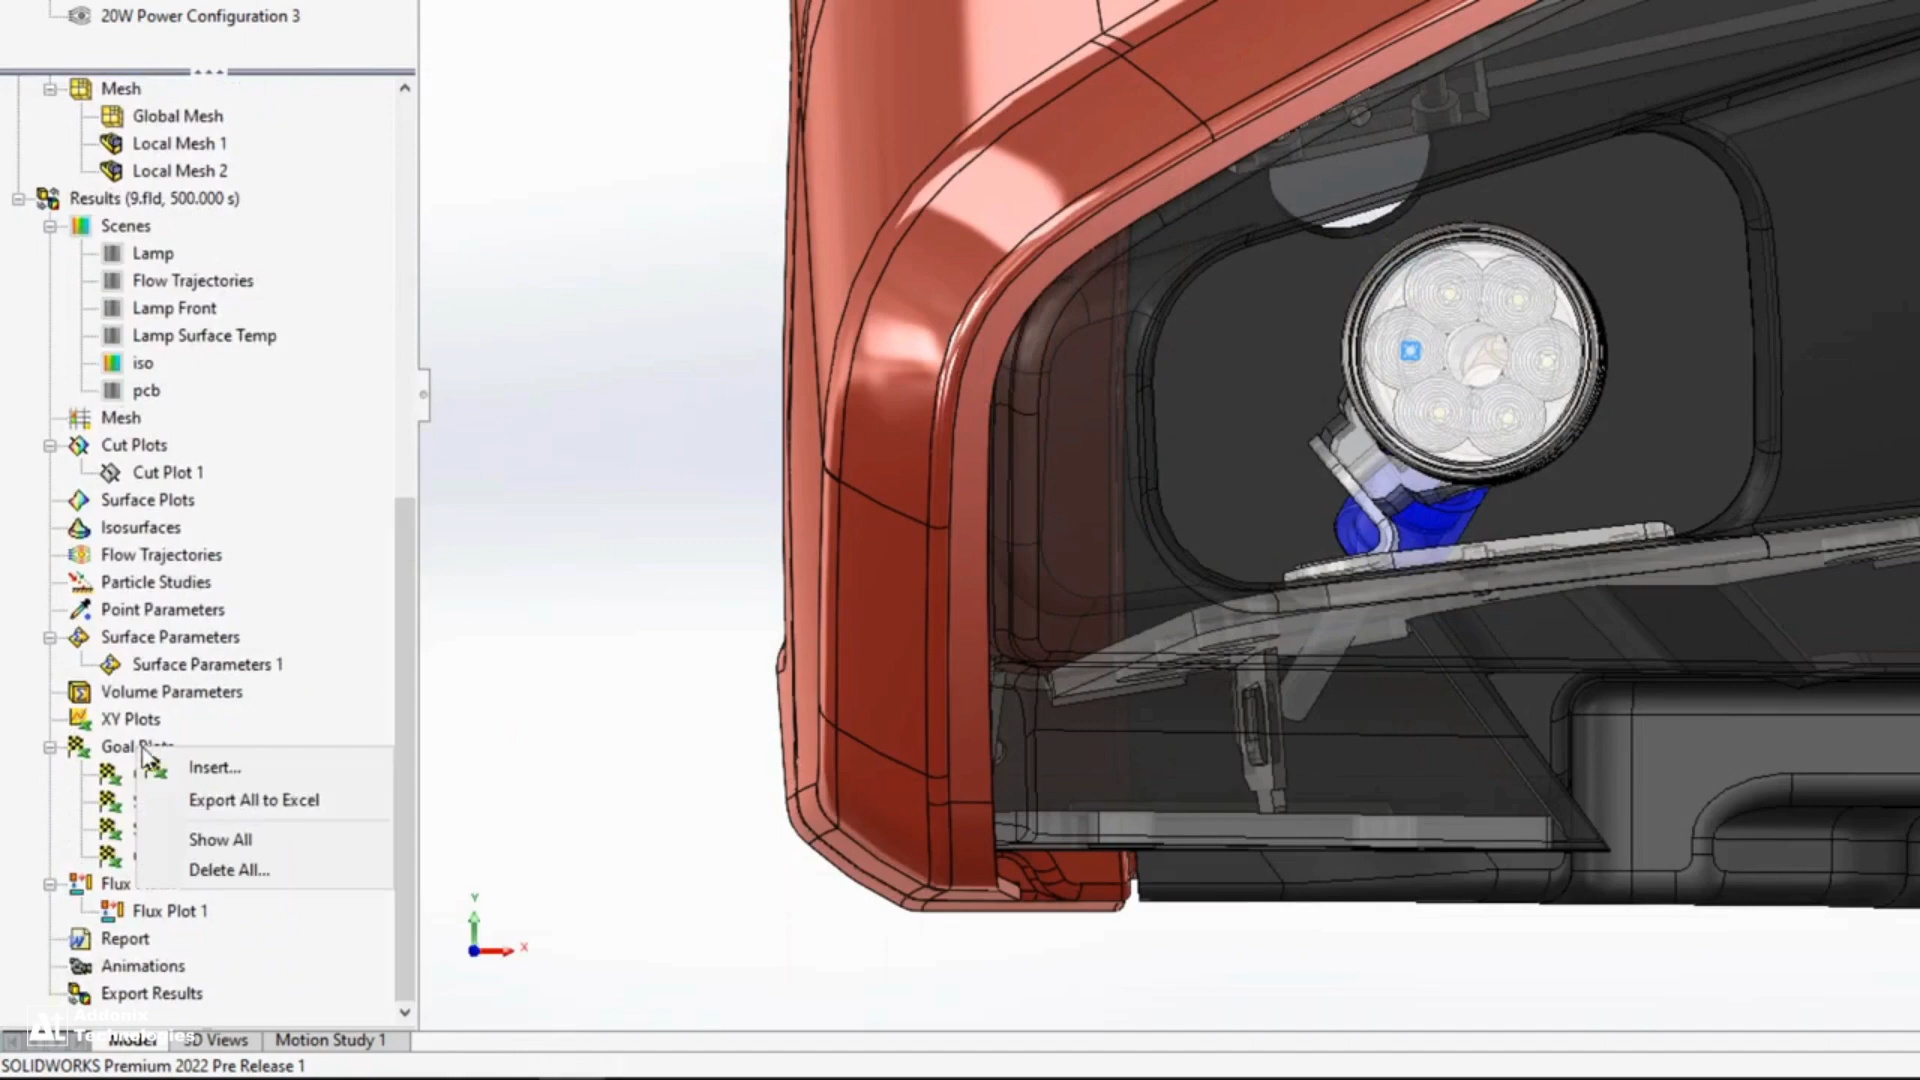 20W Power Configuration 3
Mesh
Global Mesh
Local Mesh 1
Local Mesh 2
Results (9.fld, 500.000 s)
Scenes
Lamp
Flow Trajectories
Lamp Front
Lamp Surface Temp
iso
pcb
Mesh
Cut Plots
Cut Plot 1
Surface Plots
Isosurfaces
Flow Trajectories
Particle Studies
Point Parameters
Surface Parameters
Surface Parameters 1
Volume Parameters
XY Plots
Goal Plots
Insert...
Export All to Excel
Show All
Delete All...
Flux
Flux Plot 1
Report
Animations
Export Results
Addonix
Technologies
Model 3D Views Motion Study 1
SOLIDWORKS Premium 2022 Pre Release 1
Y
X